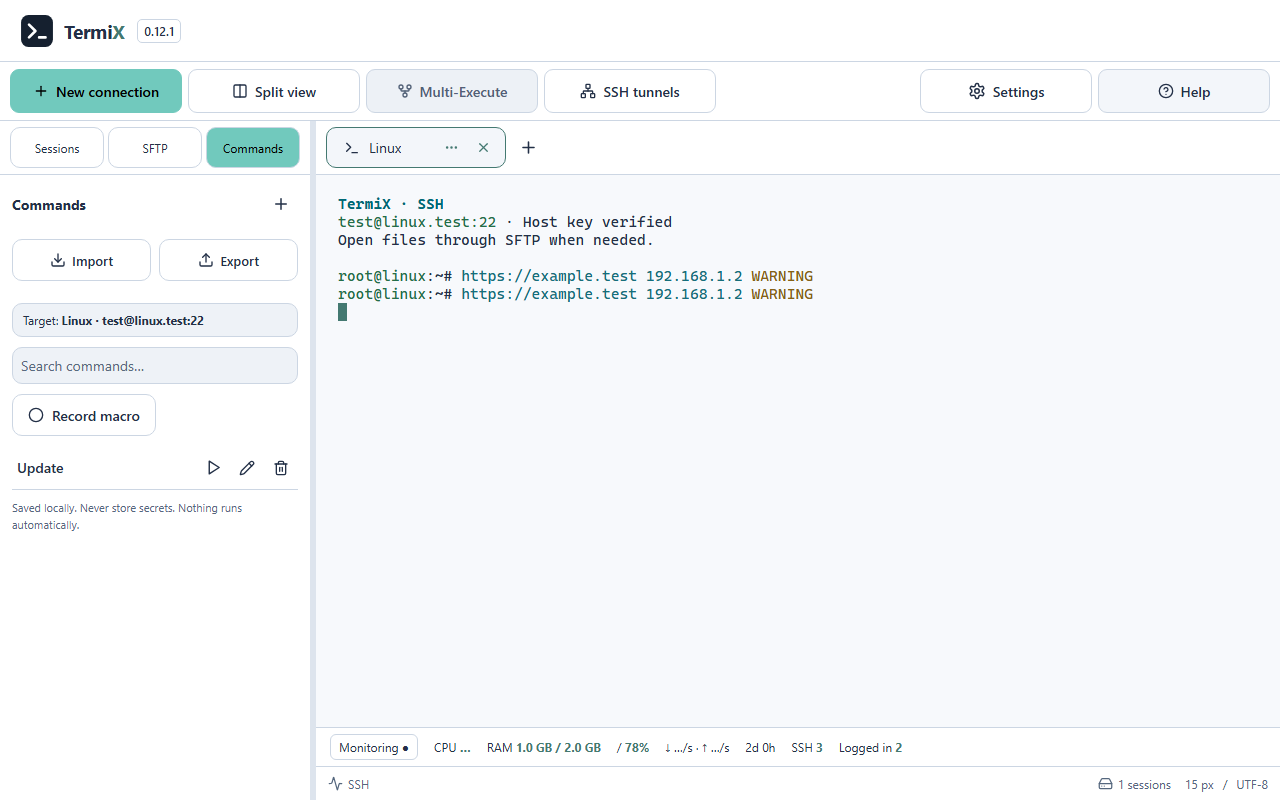 TermiX 0.12.1
New connection Split view Multi-Execute SSH tunnels Settings Help
Sessions SFTP Commands
Linux ··· ×
Commands
Import Export
Target: Linux · test@linux.test:22
Search commands...
Record macro
Update
Saved locally. Never store secrets. Nothing runs
automatically.
TermiX · SSH
test@linux.test:22 · Host key verified
Open files through SFTP when needed.
root@linux:~# https://example.test 192.168.1.2 WARNING
root@linux:~# https://example.test 192.168.1.2 WARNING
Monitoring ● CPU ... RAM 1.0 GB / 2.0 GB / 78% ↓ .../s · ↑ .../s 2d 0h SSH 3 Logged in 2
SSH 1 sessions 15 px / UTF-8